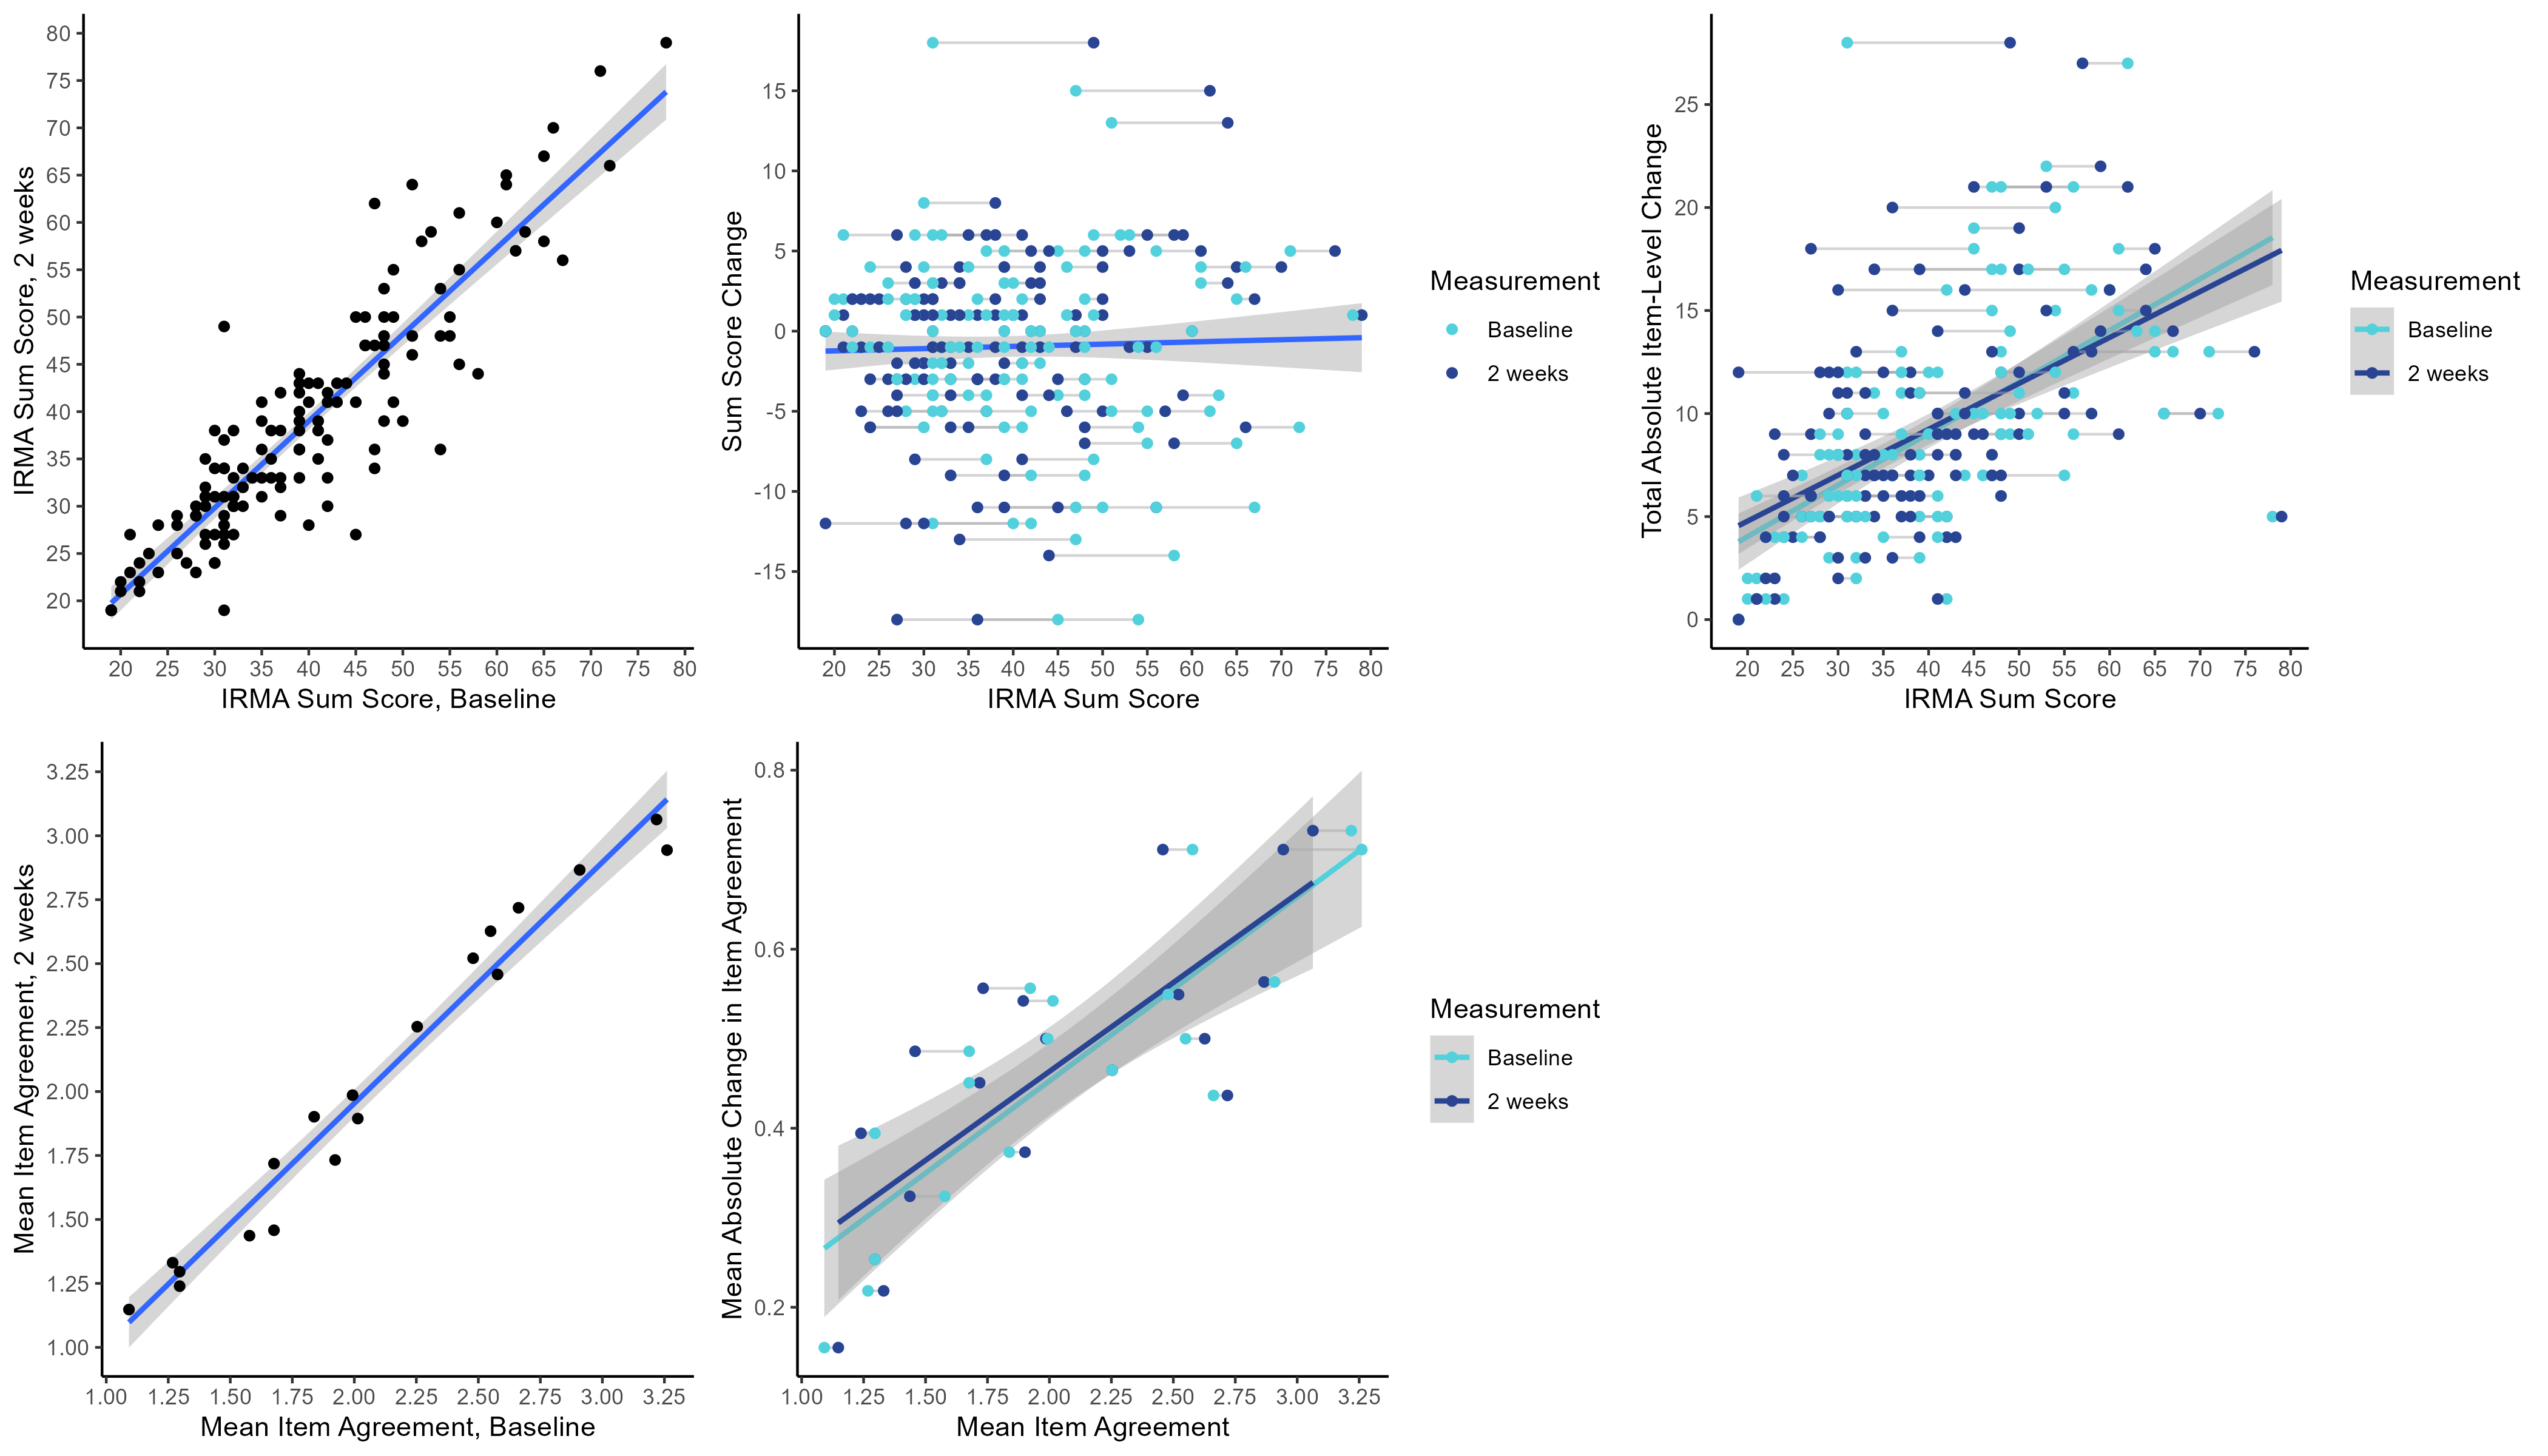 80
75
70
65
60
55
50
45
40
35
30
25
20
IRMA Sum Score, 2 weeks
20 25 30 35 40 45 50 55 60 65 70 75 80
IRMA Sum Score, Baseline
15
10
5
0
-5
-10
-15
Sum Score Change
20 25 30 35 40 45 50 55 60 65 70 75 80
IRMA Sum Score
Measurement
Baseline
2 weeks
25
20
15
10
5
0
Total Absolute Item-Level Change
20 25 30 35 40 45 50 55 60 65 70 75 80
IRMA Sum Score
Measurement
Baseline
2 weeks
3.25
3.00
2.75
2.50
2.25
2.00
1.75
1.50
1.25
1.00
Mean Item Agreement, 2 weeks
1.00 1.25 1.50 1.75 2.00 2.25 2.50 2.75 3.00 3.25
Mean Item Agreement, Baseline
0.8
0.6
0.4
0.2
Mean Absolute Change in Item Agreement
1.00 1.25 1.50 1.75 2.00 2.25 2.50 2.75 3.00 3.25
Mean Item Agreement
Measurement
Baseline
2 weeks